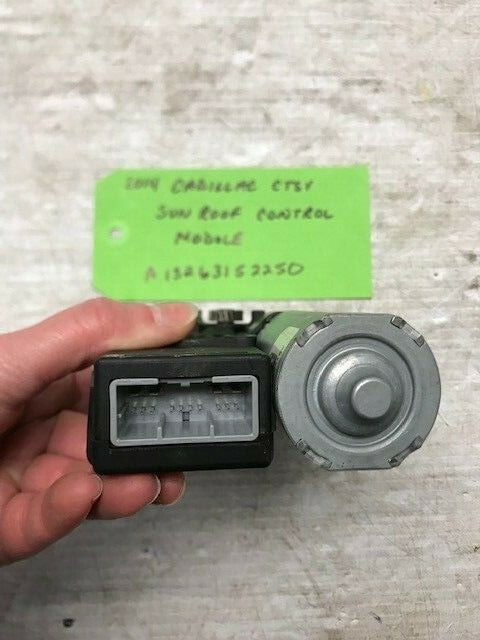 2014 CADILLAC CTSV
SUN ROOF CONTROL
MODULE
A13263152250